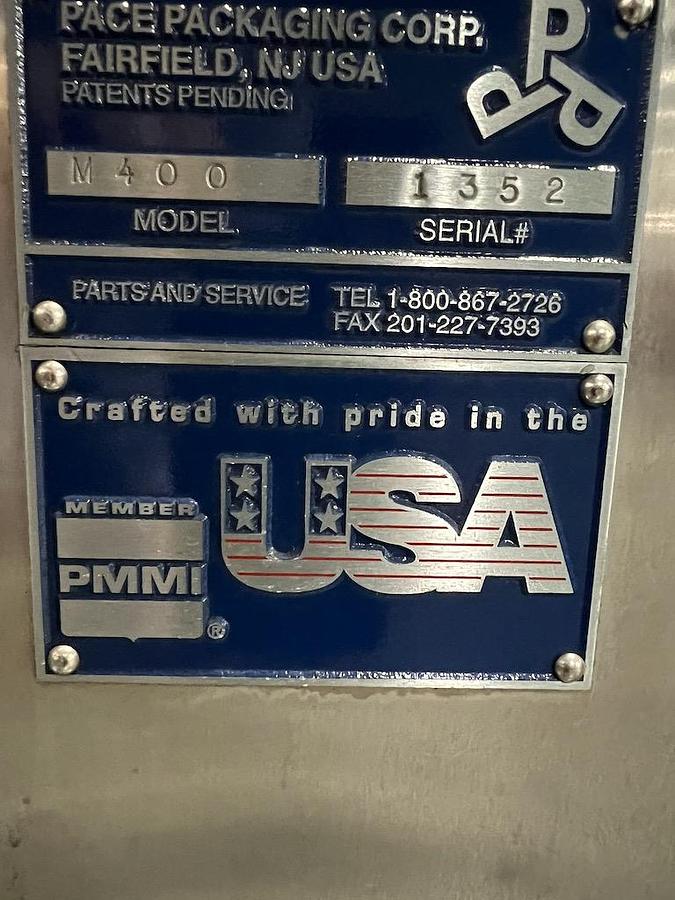 PACE PACKAGING CORP.
FAIRFIELD, NJ USA
PATENTS PENDING
PPP
M400 1352
MODEL SERIAL#
PARTS AND SERVICE TEL 1-800-867-2726
FAX 201-227-7393
Crafted with pride in the
USA
MEMBER
PMMI
®